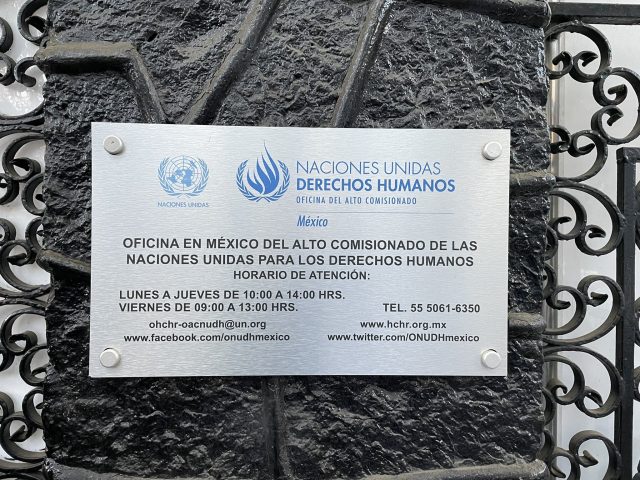 NACIONES UNIDAS
NACIONES UNIDAS
DERECHOS HUMANOS
OFICINA DEL ALTO COMISIONADO
México
OFICINA EN MÉXICO DEL ALTO COMISIONADO DE LAS
NACIONES UNIDAS PARA LOS DERECHOS HUMANOS
HORARIO DE ATENCIÓN:
LUNES A JUEVES DE 10:00 A 14:00 HRS.
VIERNES DE 09:00 A 13:00 HRS. TEL. 55 5061-6350
ohchr-oacnudh@un.org www.hchr.org.mx
www.facebook.com/onudhmexico www.twitter.com/ONUDHmexico